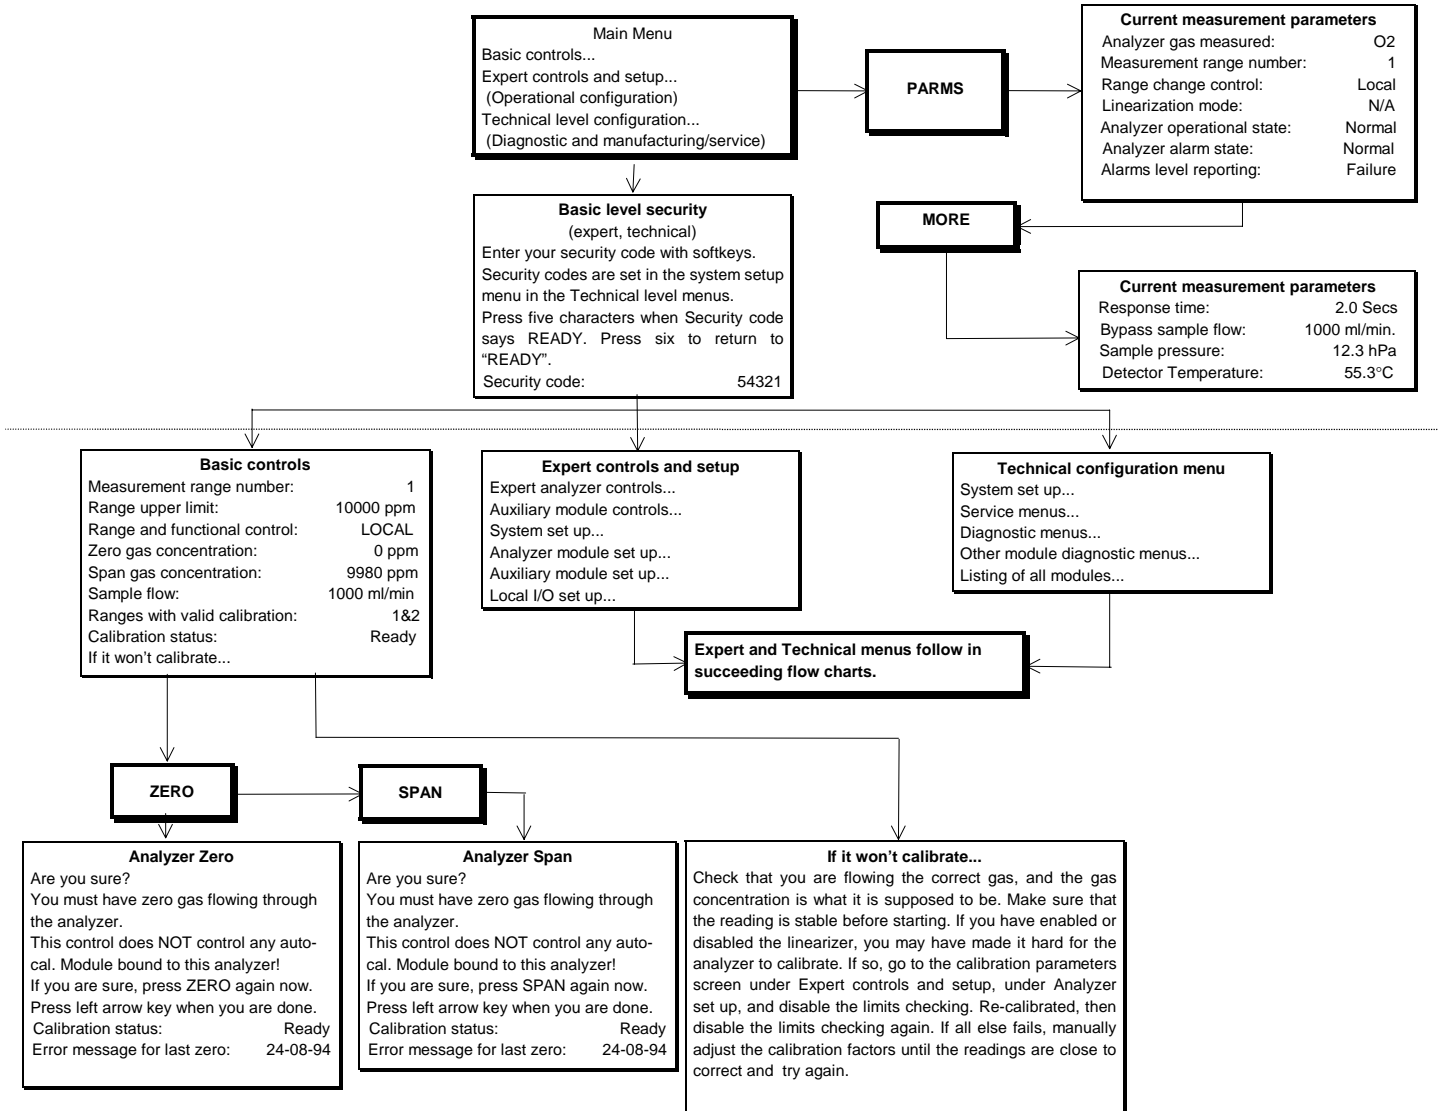 Main Menu
Basic controls...
Expert controls and setup...
(Operational configuration)
Technical level configuration...
(Diagnostic and manufacturing/service)
PARMS
Current measurement parameters
Analyzer gas measured: O2
Measurement range number: 1
Range change control: Local
Linearization mode: N/A
Analyzer operational state: Normal
Analyzer alarm state: Normal
Alarms level reporting: Failure
MORE
Current measurement parameters
Response time: 2.0 Secs
Bypass sample flow: 1000 ml/min.
Sample pressure: 12.3 hPa
Detector Temperature: 55.3°C
Basic level security
(expert, technical)
Enter your security code with softkeys.
Security codes are set in the system setup
menu in the Technical level menus.
Press five characters when Security code
says READY. Press six to return to
“READY”.
Security code: 54321
Basic controls
Measurement range number: 1
Range upper limit: 10000 ppm
Range and functional control: LOCAL
Zero gas concentration: 0 ppm
Span gas concentration: 9980 ppm
Sample flow: 1000 ml/min
Ranges with valid calibration: 1&2
Calibration status: Ready
If it won’t calibrate...
Expert controls and setup
Expert analyzer controls...
Auxiliary module controls...
System set up...
Analyzer module set up...
Auxiliary module set up...
Local I/O set up...
Technical configuration menu
System set up...
Service menus...
Diagnostic menus...
Other module diagnostic menus...
Listing of all modules...
Expert and Technical menus follow in
succeeding flow charts.
ZERO
SPAN
Analyzer Zero
Are you sure?
You must have zero gas flowing through
the analyzer.
This control does NOT control any auto-
cal. Module bound to this analyzer!
If you are sure, press ZERO again now.
Press left arrow key when you are done.
Calibration status: Ready
Error message for last zero: 24-08-94
Analyzer Span
Are you sure?
You must have zero gas flowing through
the analyzer.
This control does NOT control any auto-
cal. Module bound to this analyzer!
If you are sure, press SPAN again now.
Press left arrow key when you are done.
Calibration status: Ready
Error message for last zero: 24-08-94
If it won’t calibrate...
Check that you are flowing the correct gas, and the gas
concentration is what it is supposed to be. Make sure that
the reading is stable before starting. If you have enabled or
disabled the linearizer, you may have made it hard for the
analyzer to calibrate. If so, go to the calibration parameters
screen under Expert controls and setup, under Analyzer
set up, and disable the limits checking. Re-calibrated, then
disable the limits checking again. If all else fails, manually
adjust the calibration factors until the readings are close to
correct and try again.